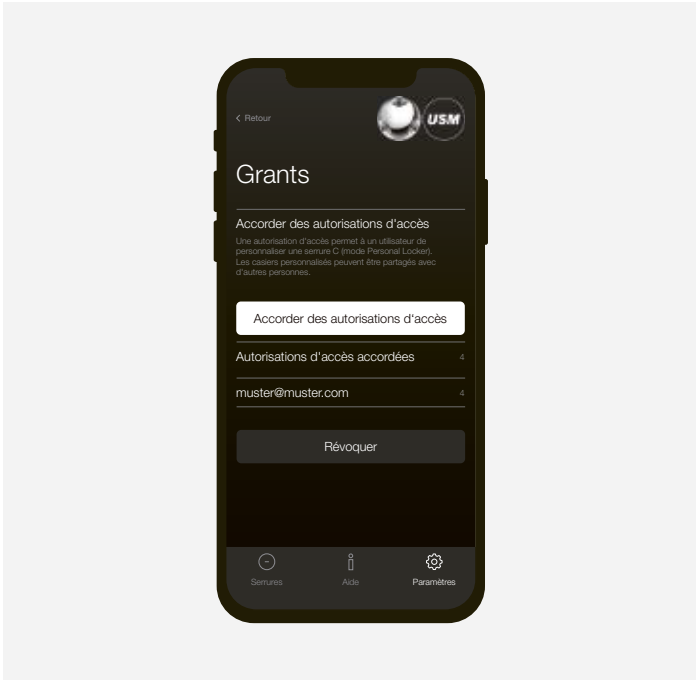 Retour
USM
Grants
Accorder des autorisations d'accès
Une autorisation d'accès permet à un utilisateur de
personnaliser une serrure C (mode Personal Locker).
Les casiers personnalisés peuvent être partagés avec
d'autres personnes.
Accorder des autorisations d'accès
Autorisations d'accès accordées 4
muster@muster.com 4
Révoquer
Serrures Aide Paramètres